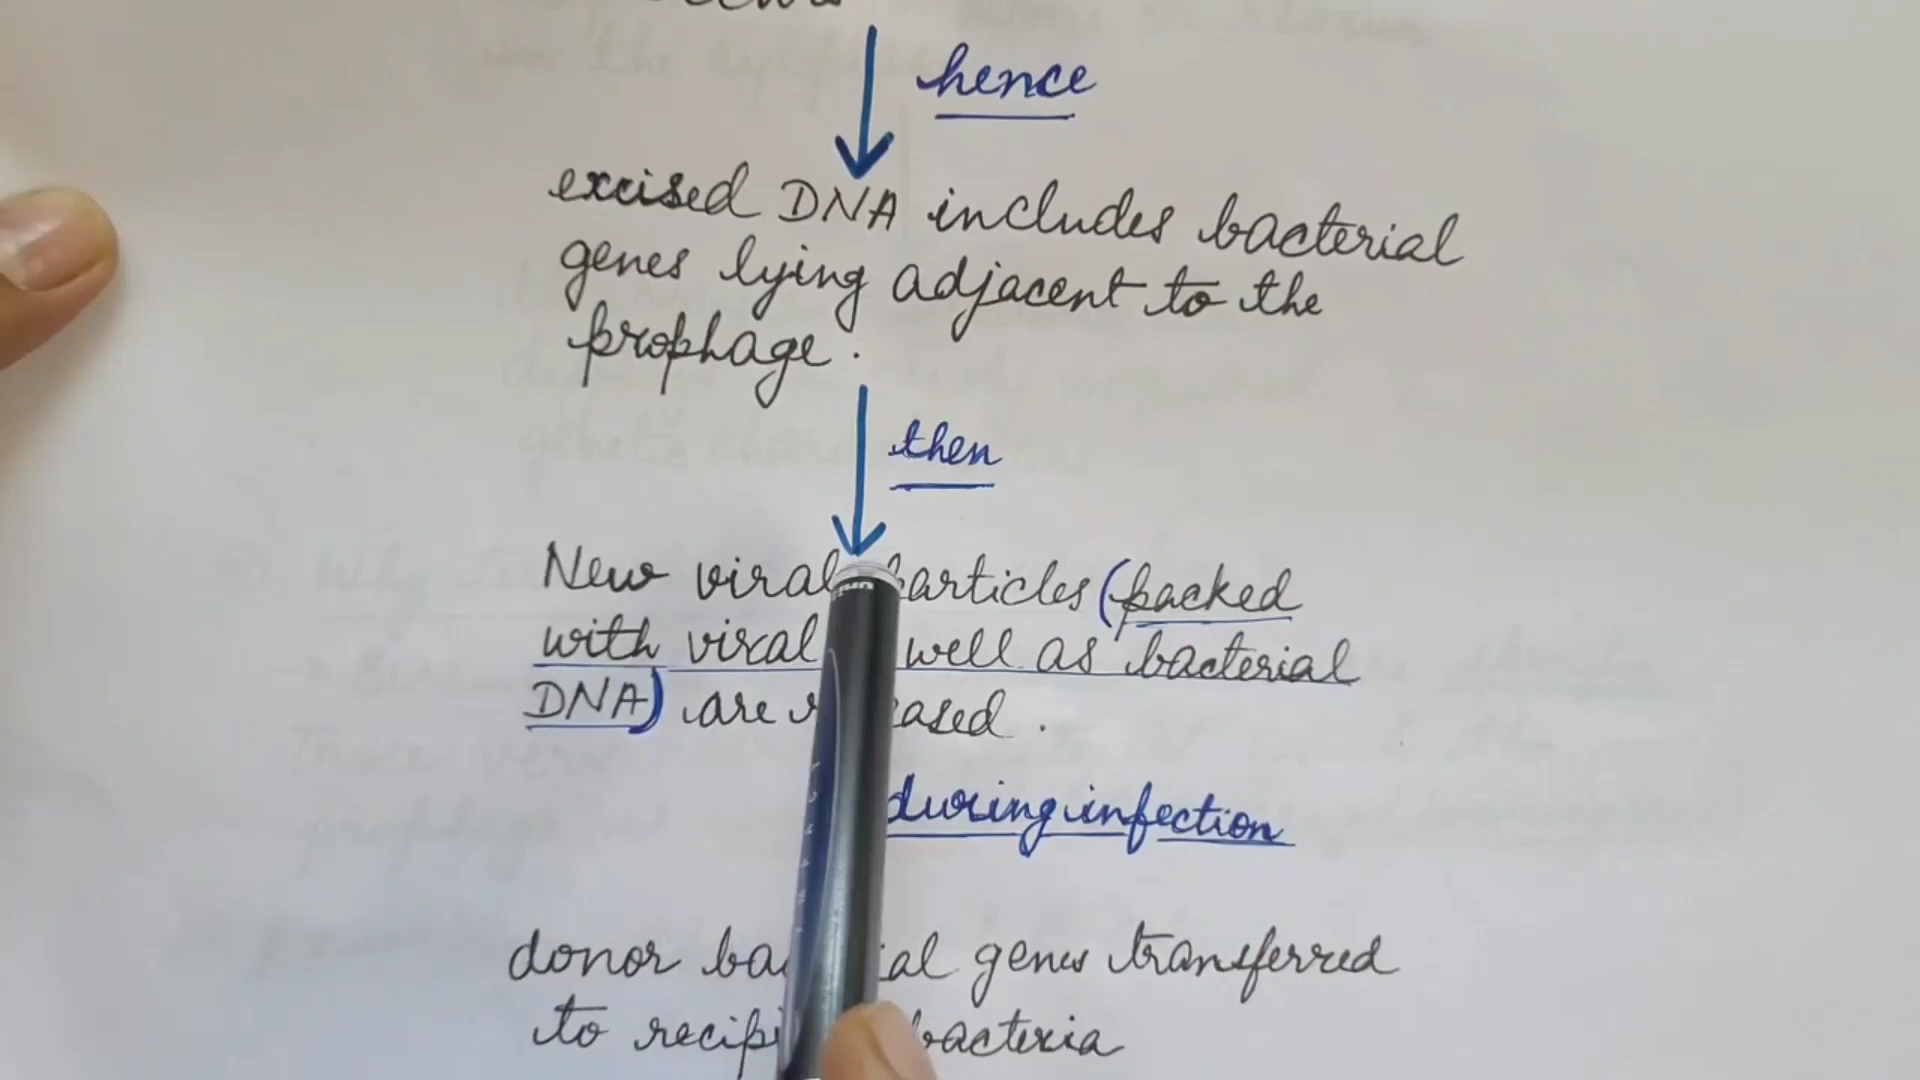 hence
excised DNA includes bacterial
genes lying adjacent to the
prophage.
then
New viral particles (packed
with viral well as bacterial
DNA) are
during infection
donor genes transferred
to bacteria